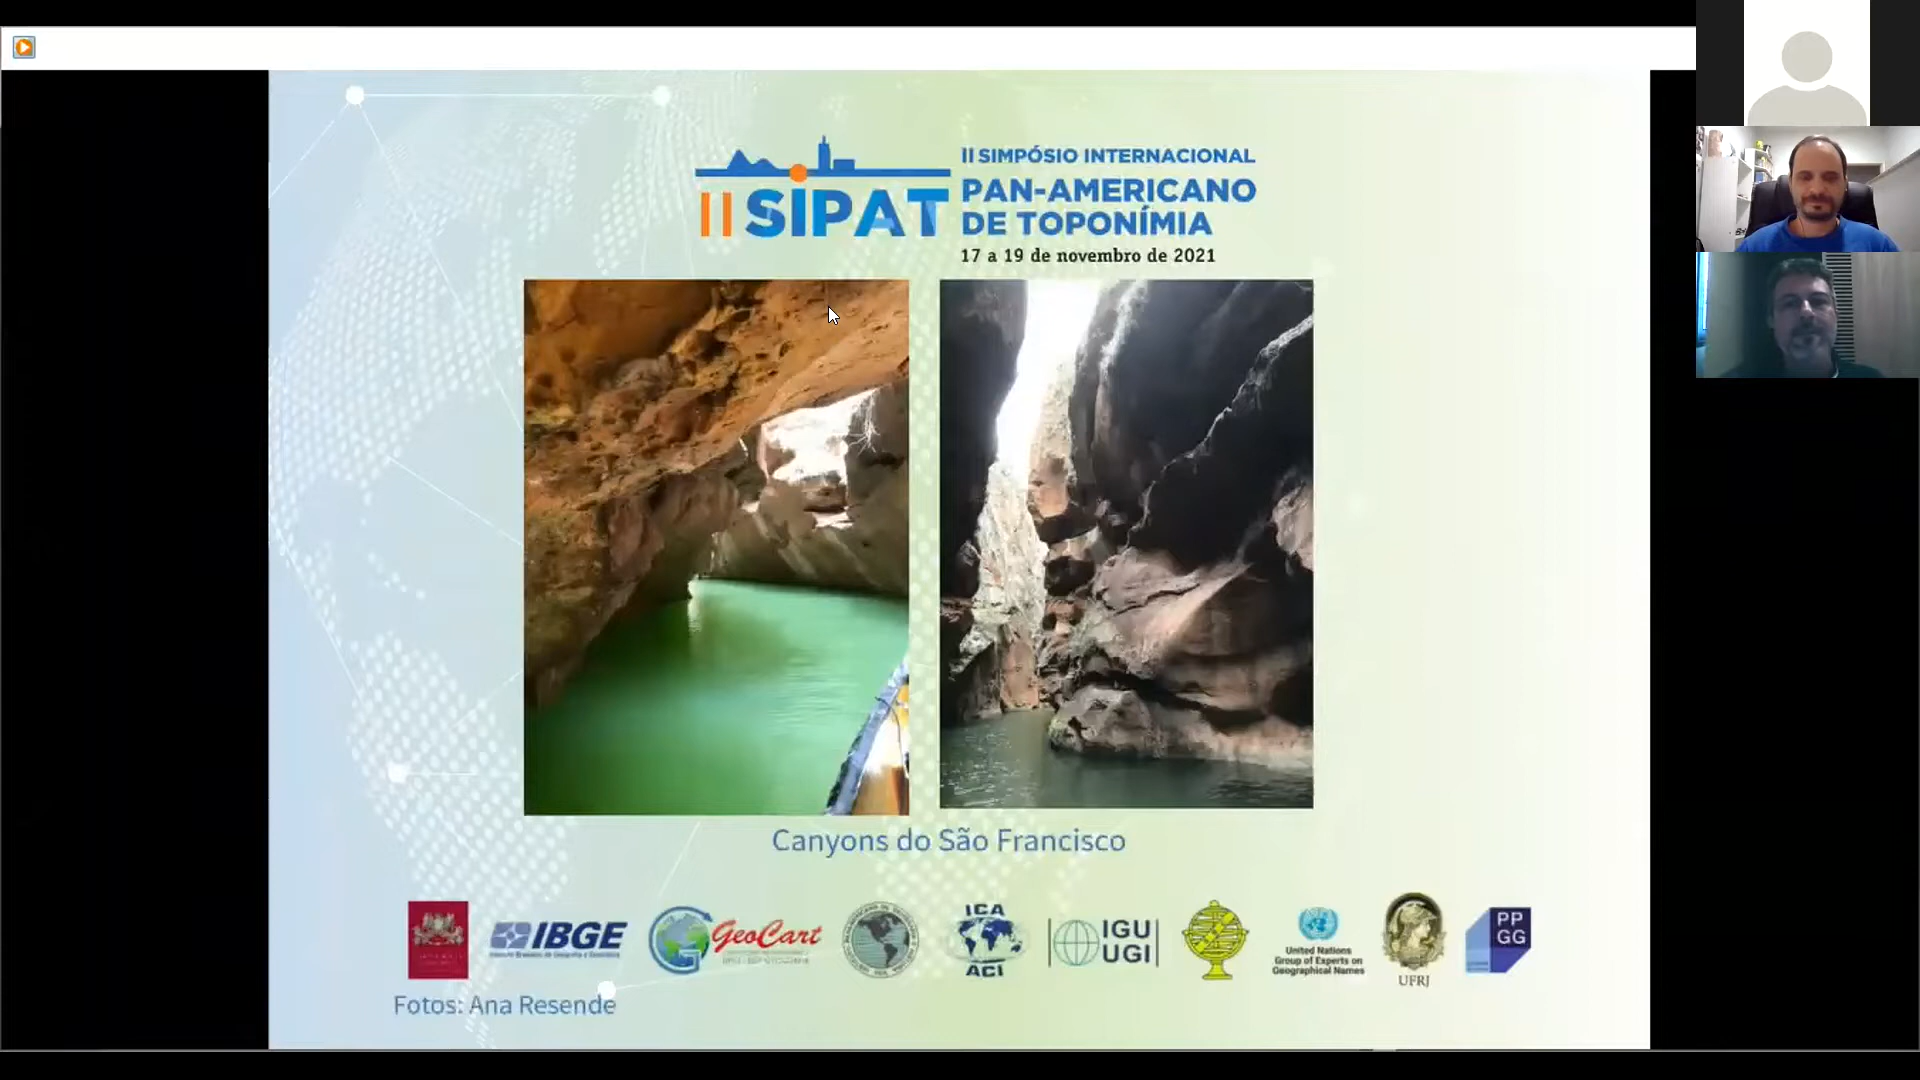 II SIPAT
II SIMPÓSIO INTERNACIONAL
PAN-AMERICANO
DE TOPONÍMIA
17 a 19 de novembro de 2021
Canyons do São Francisco
IBGE
GeoCart
ICA
ACI
IGU
UGI
United Nations
Group of Experts on
Geographical Names
UFRJ
PP
GG
Fotos: Ana Resende